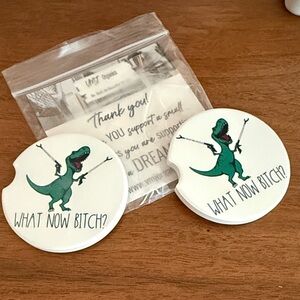 Thank you!
YOU support a small
you are support
a DREAM
WHAT NOW BITCH?
WHAT NOW BITCH?